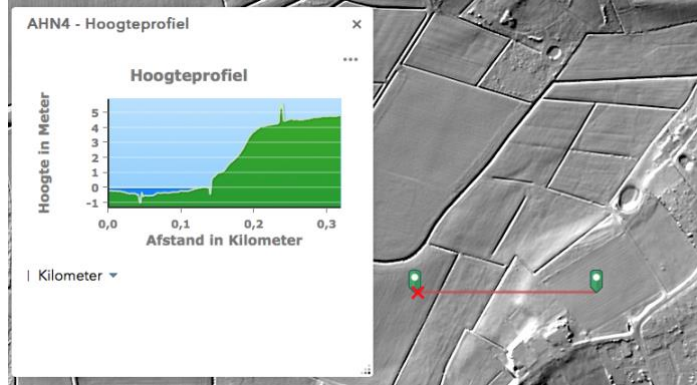 AHN4 - Hoogteprofiel ×
...
Hoogteprofiel
Hoogte in Meter
5
4
3
2
1
0
-1
0,0 0,1 0,2 0,3
Afstand in Kilometer
| Kilometer